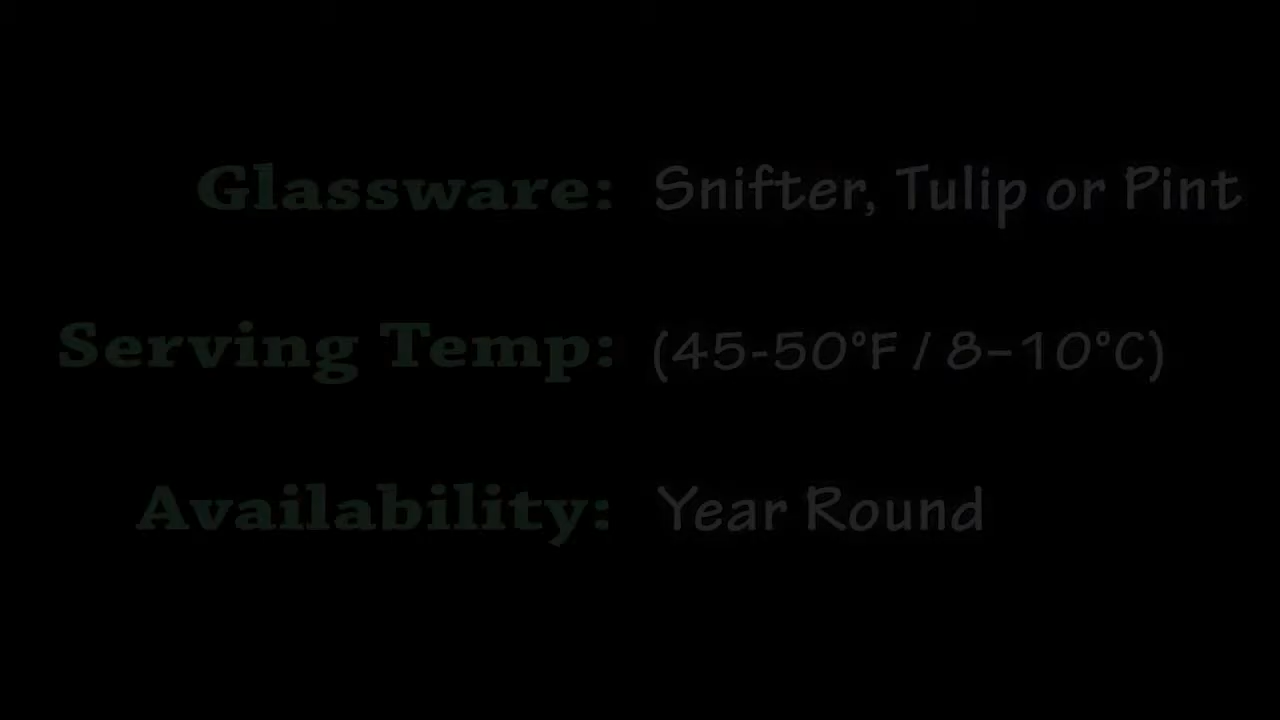 Glassware: Snifter, Tulip or Pint
Serving Temp: (45-50°F / 8–10°C)
Availability: Year Round